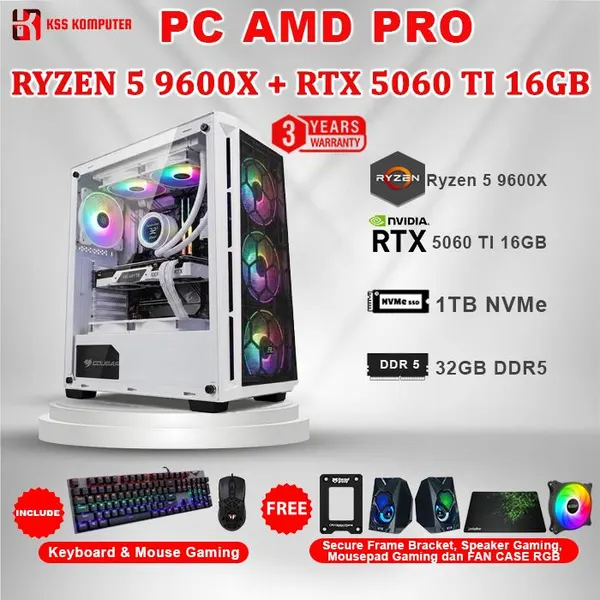 KSS KOMPUTER
PC AMD PRO
RYZEN 5 9600X + RTX 5060 TI 16GB
3 YEARS
WARRANTY
RYZEN
Ryzen 5 9600X
NVIDIA.
RTX 5060 TI 16GB
NVMe SSD
1TB NVMe
DDR 5
32GB DDR5
COUGAR
INCLUDE
FREE
Keyboard & Mouse Gaming
Secure Frame Bracket, Speaker Gaming,
Mousepad Gaming dan FAN CASE RGB